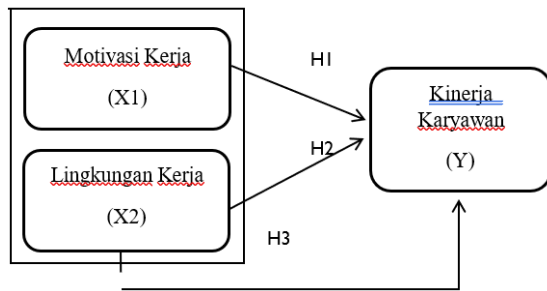 Motivasi Kerja
(X1)
H1
Kinerja
Karyawan
(Y)
H2
Lingkungan Kerja
(X2)
H3